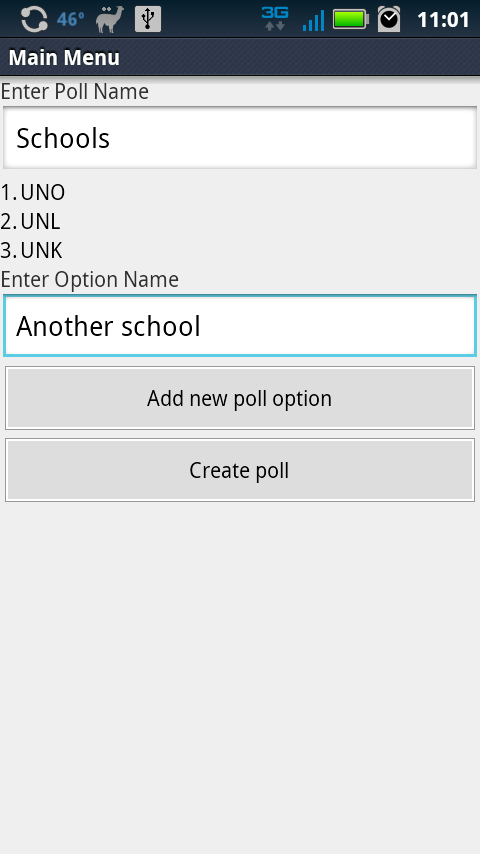 46° 3G 11:01
Main Menu
Enter Poll Name
Schools
1. UNO
2. UNL
3. UNK
Enter Option Name
Another school
Add new poll option
Create poll